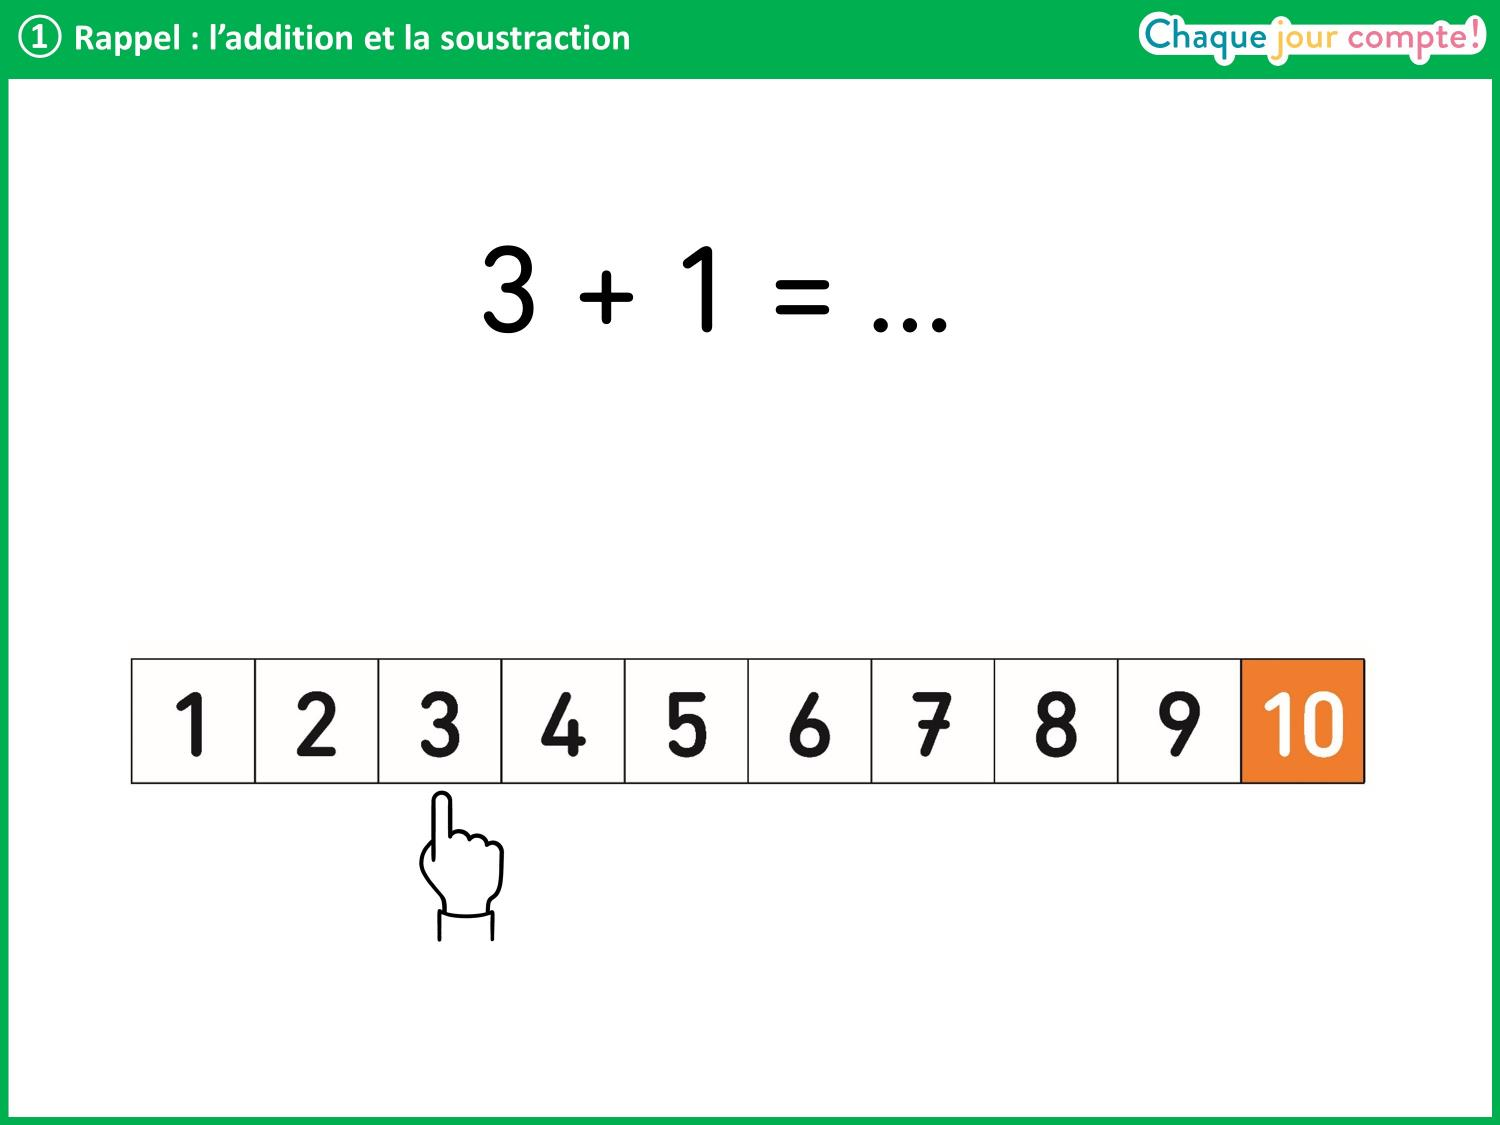 ① Rappel : l’addition et la soustraction
Chaque jour compte!
3 + 1 = ...
1 2 3 4 5 6 7 8 9 10